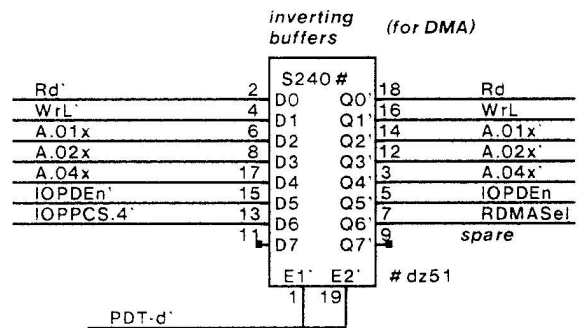 inverting
buffers (for DMA)
S240 #
Rd` 2 D0 Q0` 18 Rd
WrL` 4 D1 Q1` 16 WrL
A.01x 6 D2 Q2` 14 A.01x`
A.02x 8 D3 Q3` 12 A.02x`
A.04x 17 D4 Q4` 3 A.04x`
IOPDEn` 15 D5 Q5` 5 IOPDEn
IOPPCS.4` 13 D6 Q6` 7 RDMASel
11 D7 Q7` 9 spare
E1` E2` # dz51
1 19
PDT-d`